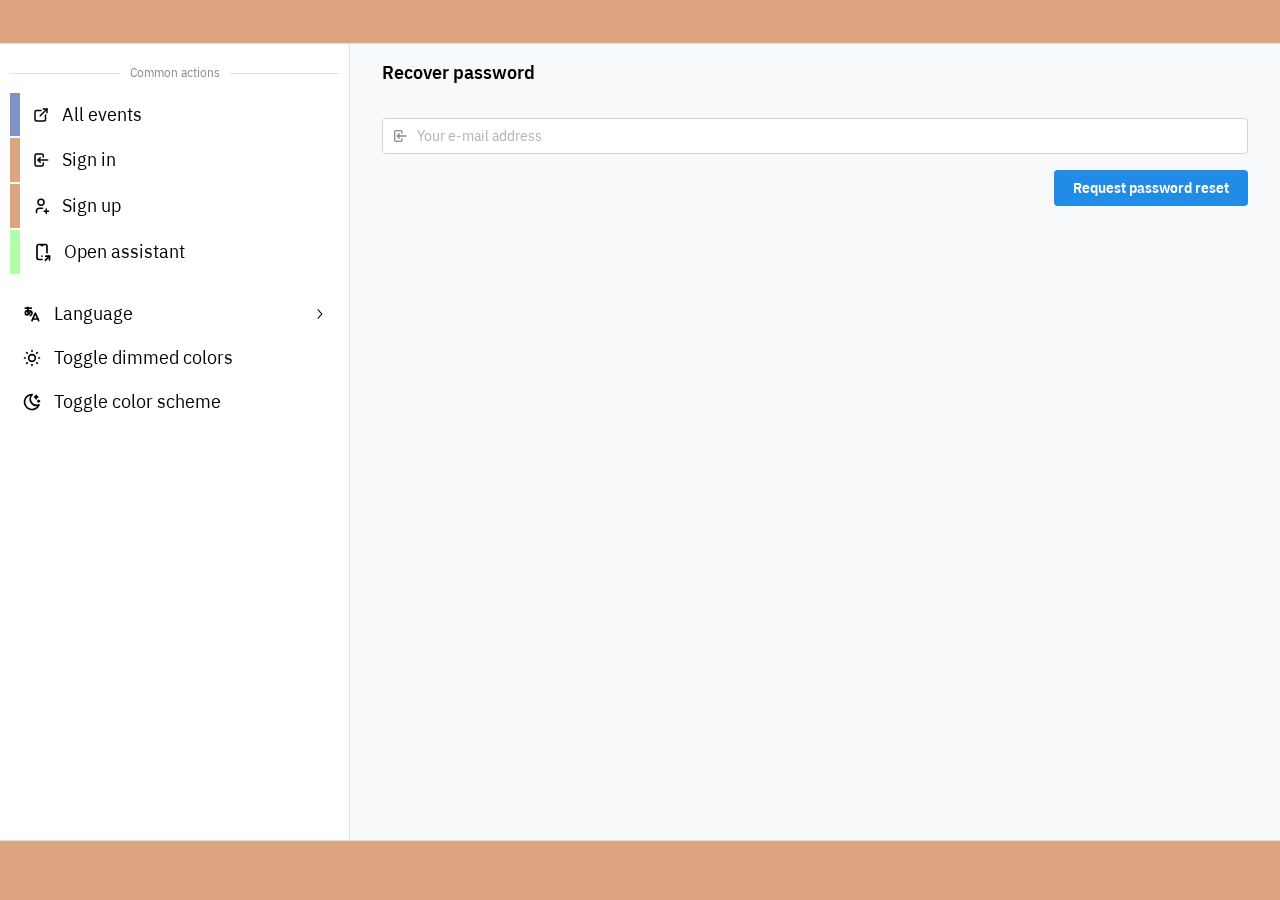 Common actions
All events
Sign in
Sign up
Open assistant
Language
Toggle dimmed colors
Toggle color scheme
Recover password
Your e-mail address
Request password reset